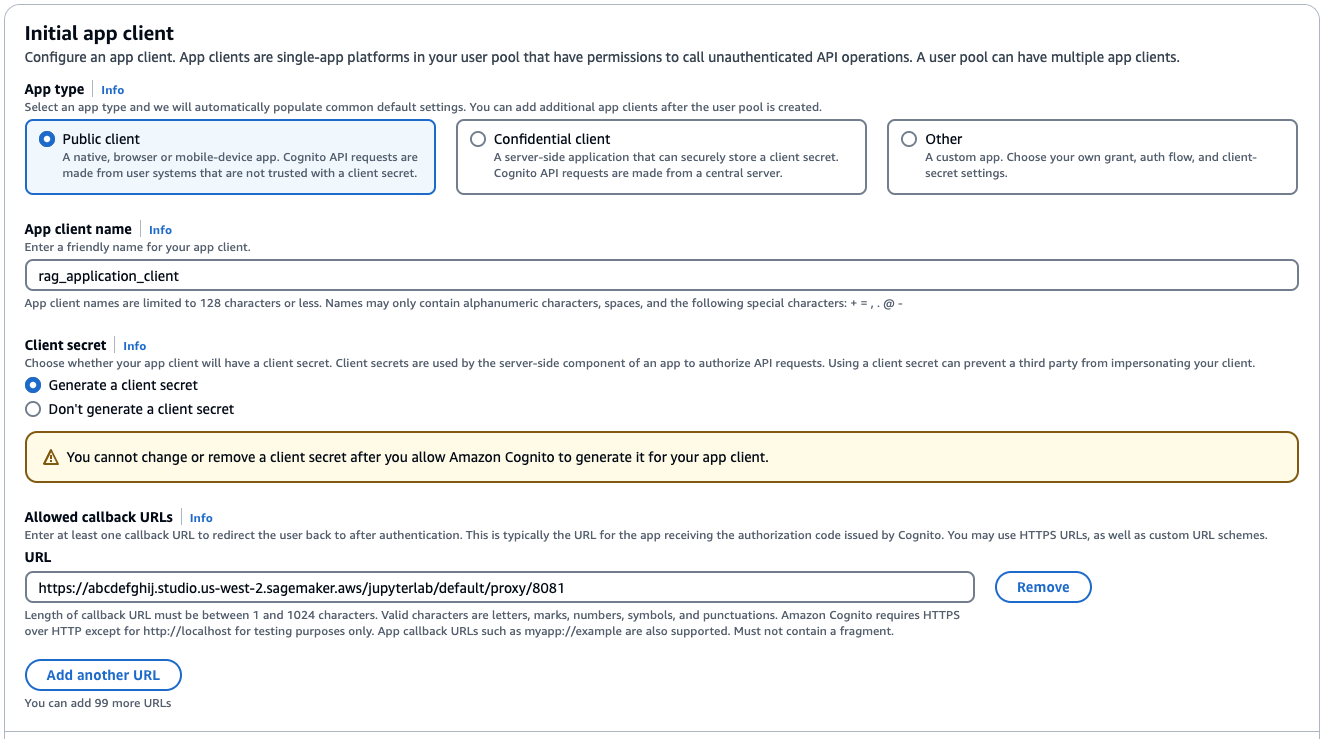 Initial app client
Configure an app client. App clients are single-app platforms in your user pool that have permissions to call unauthenticated API operations. A user pool can have multiple app clients.
App type Info
Select an app type and we will automatically populate common default settings. You can add additional app clients after the user pool is created.
Public client
A native, browser or mobile-device app. Cognito API requests are
made from user systems that are not trusted with a client secret.
Confidential client
A server-side application that can securely store a client secret.
Cognito API requests are made from a central server.
Other
A custom app. Choose your own grant, auth flow, and client-
secret settings.
App client name Info
Enter a friendly name for your app client.
rag_application_client
App client names are limited to 128 characters or less. Names may only contain alphanumeric characters, spaces, and the following special characters: + = , . @ -
Client secret Info
Choose whether your app client will have a client secret. Client secrets are used by the server-side component of an app to authorize API requests. Using a client secret can prevent a third party from impersonating your client.
Generate a client secret
Don't generate a client secret
You cannot change or remove a client secret after you allow Amazon Cognito to generate it for your app client.
Allowed callback URLs Info
Enter at least one callback URL to redirect the user back to after authentication. This is typically the URL for the app receiving the authorization code issued by Cognito. You may use HTTPS URLs, as well as custom URL schemes.
URL
https://abcdefghij.studio.us-west-2.sagemaker.aws/jupyterlab/default/proxy/8081
Remove
Length of callback URL must be between 1 and 1024 characters. Valid characters are letters, marks, numbers, symbols, and punctuations. Amazon Cognito requires HTTPS
over HTTP except for http://localhost for testing purposes only. App callback URLs such as myapp://example are also supported. Must not contain a fragment.
Add another URL
You can add 99 more URLs